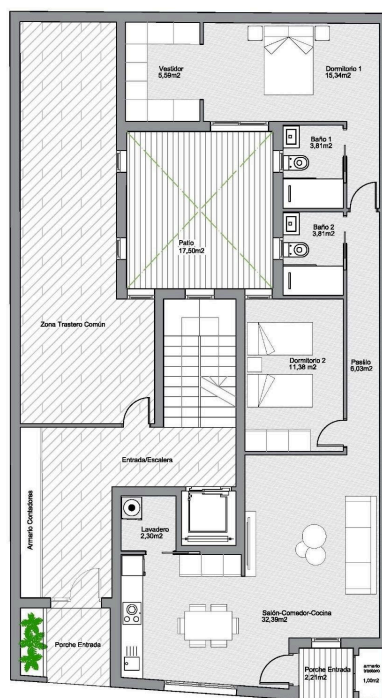 Vestidor
5,59m2
Dormitorio 1
15,34m2
Baño 1
3,81m2
Baño 2
3,81m2
Patio
17,50m2
Zona Trastero Común
Dormitorio 2
11,38 m2
Pasillo
6,03m2
Entrada/Escalera
Armario Contadores
Lavadero
2,30m2
Salón-Comedor-Cocina
32,39m2
Porche Entrada
Porche Entrada
2,21m2
armario
trastero
1,00m2